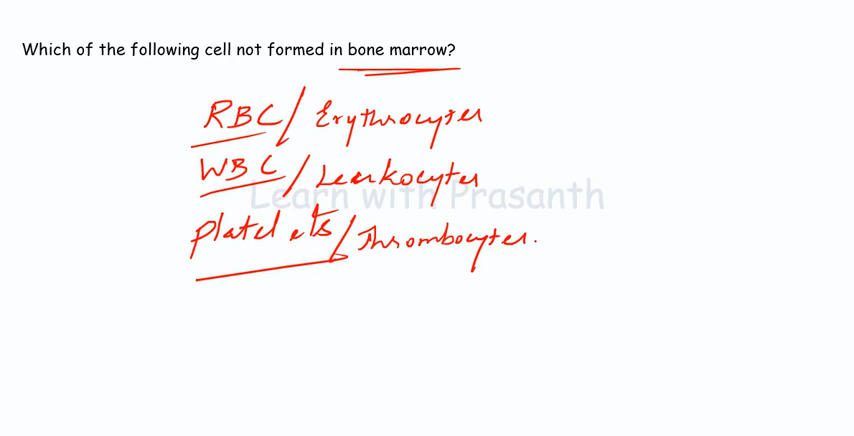 Which of the following cell not formed in bone marrow?
RBC / Erythrocytes
WBC / Leukocytes
Learn with Prasanth
Platelets / Thrombocytes.